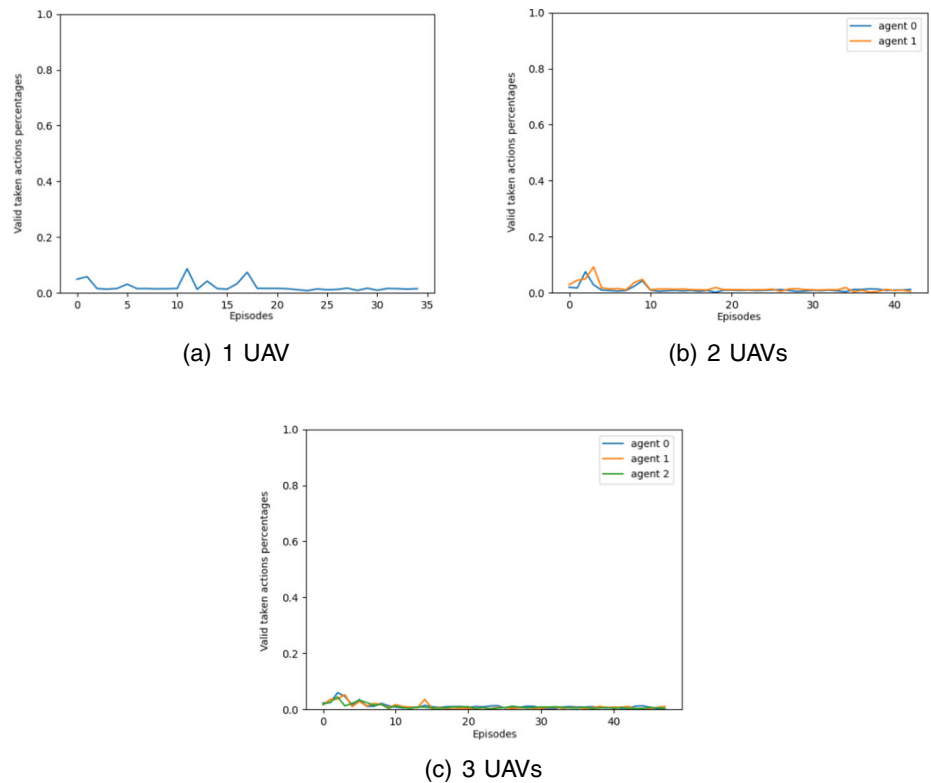 1.0
0.8
0.6
0.4
0.2
0.0
Valid taken actions percentages
0 5 10 15 20 25 30 35
Episodes
(a) 1 UAV
1.0
0.8
0.6
0.4
0.2
0.0
Valid taken actions percentages
agent 0
agent 1
0 10 20 30 40
Episodes
(b) 2 UAVs
1.0
0.8
0.6
0.4
0.2
0.0
Valid taken actions percentages
agent 0
agent 1
agent 2
0 10 20 30 40
Episodes
(c) 3 UAVs